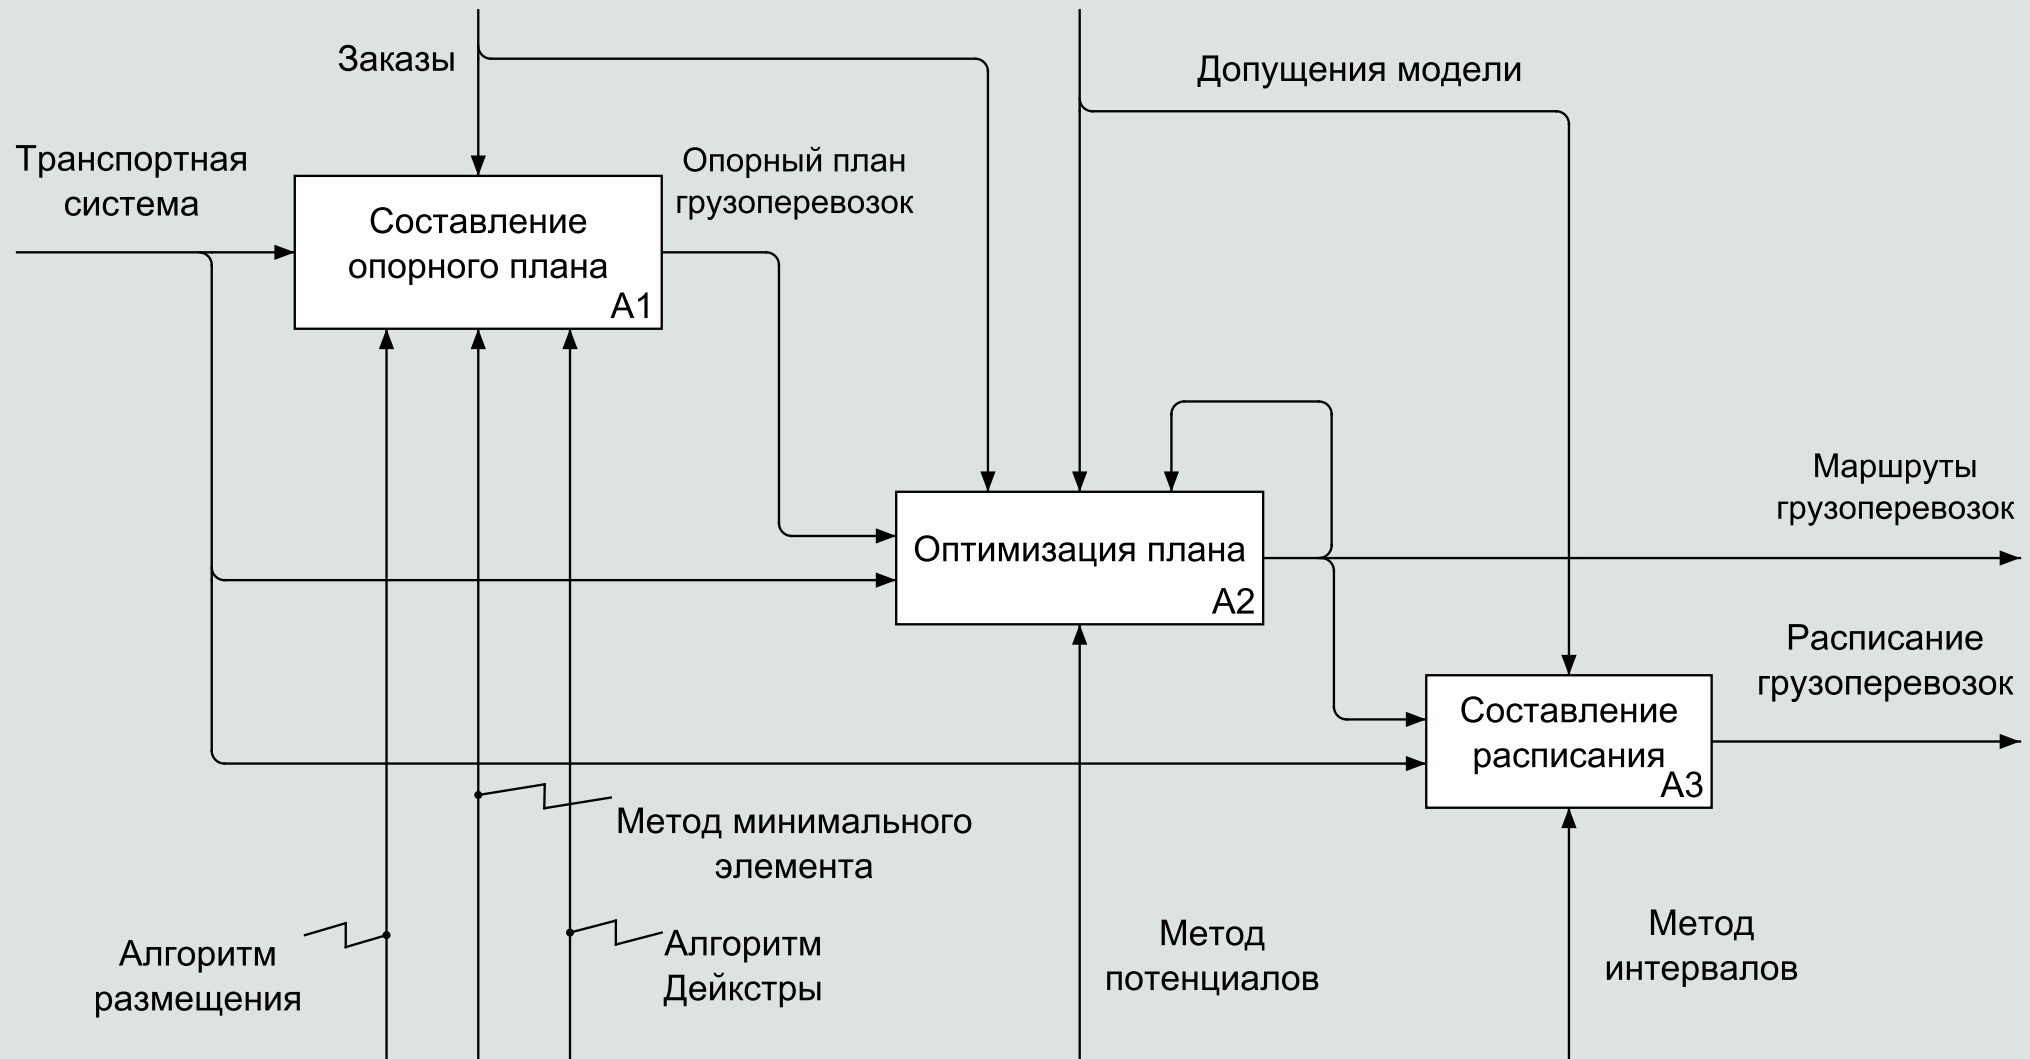 Заказы
Допущения модели
Транспортная
система
Опорный план
грузоперевозок
Составление
опорного плана
А1
Маршруты
грузоперевозок
Оптимизация плана
А2
Расписание
грузоперевозок
Составление
расписания
А3
Метод минимального
элемента
Алгоритм
размещения
Алгоритм
Дейкстры
Метод
потенциалов
Метод
интервалов